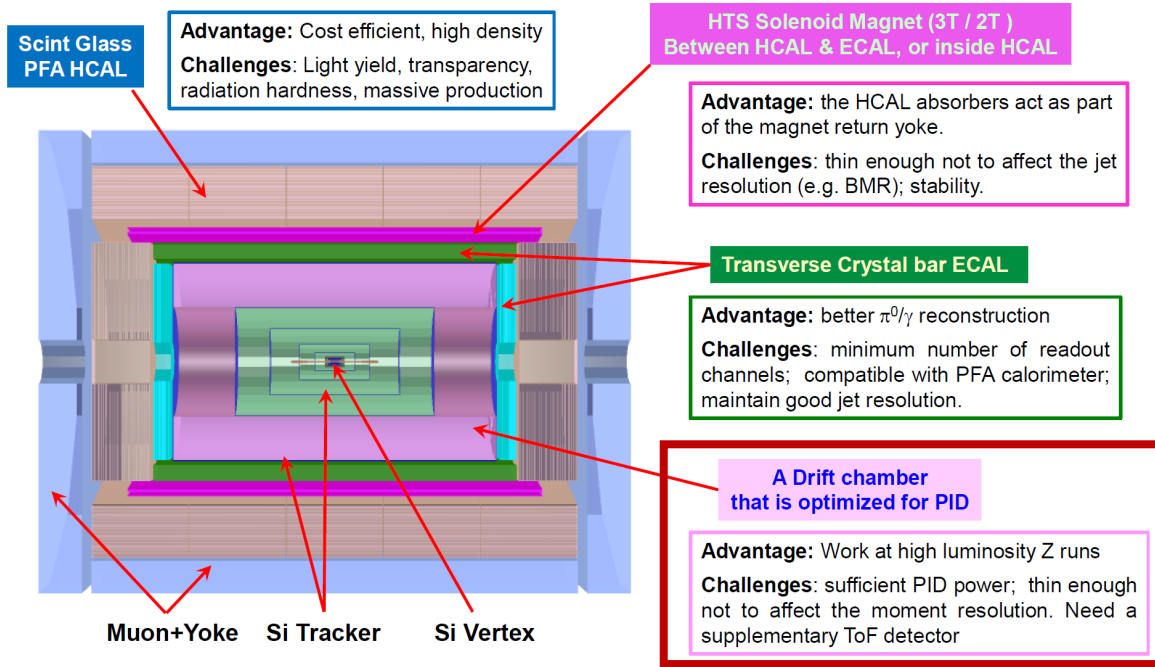 Scint Glass
PFA HCAL
Advantage: Cost efficient, high density
Challenges: Light yield, transparency,
radiation hardness, massive production
HTS Solenoid Magnet (3T / 2T )
Between HCAL & ECAL, or inside HCAL
Advantage: the HCAL absorbers act as part
of the magnet return yoke.
Challenges: thin enough not to affect the jet
resolution (e.g. BMR); stability.
Transverse Crystal bar ECAL
Advantage: better π⁰/γ reconstruction
Challenges: minimum number of readout
channels; compatible with PFA calorimeter;
maintain good jet resolution.
A Drift chamber
that is optimized for PID
Advantage: Work at high luminosity Z runs
Challenges: sufficient PID power; thin enough
not to affect the moment resolution. Need a
supplementary ToF detector
Muon+Yoke
Si Tracker
Si Vertex